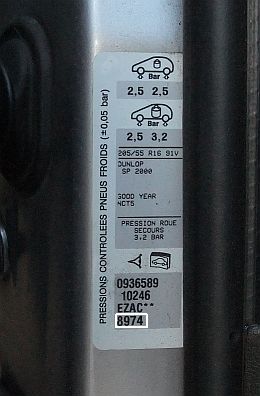 PRESSIONS CONTROLEES PNEUS FROIDS (±0,05 bar)
Bar
2,5 2,5
Bar
2,5 3,2
205/55 R16 91V
DUNLOP
SP 2000
GOOD YEAR
NCT5
PRESSION ROUE
SECOURS
3.2 BAR
0936589
10246
EZAC**
8974